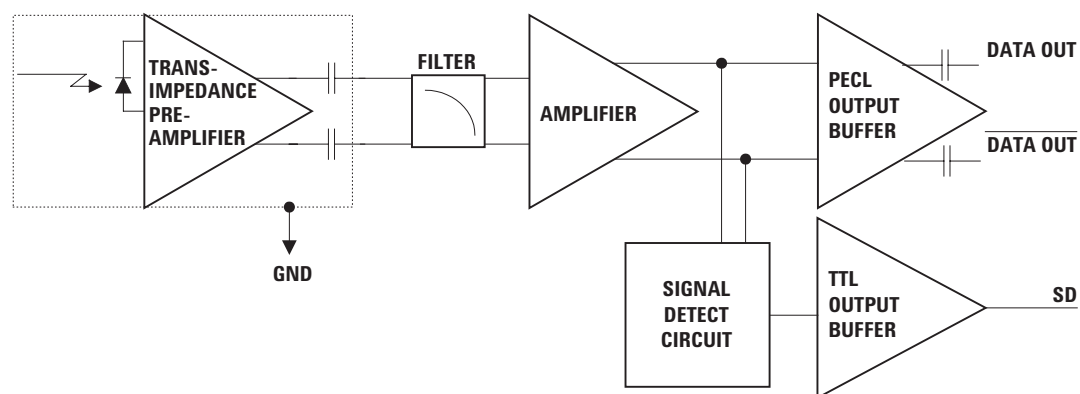 TRANS-
IMPEDANCE
PRE-
AMPLIFIER
GND
FILTER
AMPLIFIER
PECL
OUTPUT
BUFFER
DATA OUT
DATA OUT
SIGNAL
DETECT
CIRCUIT
TTL
OUTPUT
BUFFER
SD